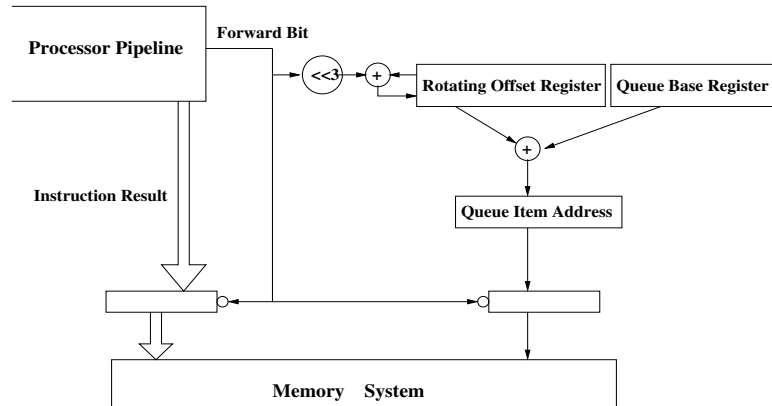 Forward Bit
Processor Pipeline
<<3
+
Rotating Offset Register
Queue Base Register
+
Instruction Result
Queue Item Address
Memory System